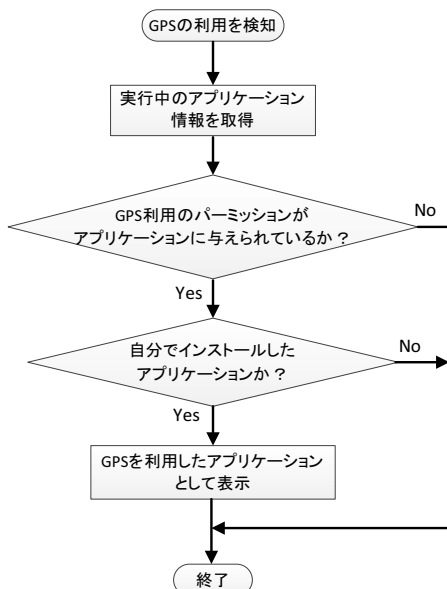 GPSの利用を検知
実行中のアプリケーション
情報を取得
GPS利用のパーミッションが
アプリケーションに与えられているか？
No
Yes
自分でインストールした
アプリケーションか？
No
Yes
GPSを利用したアプリケーション
として表示
終了